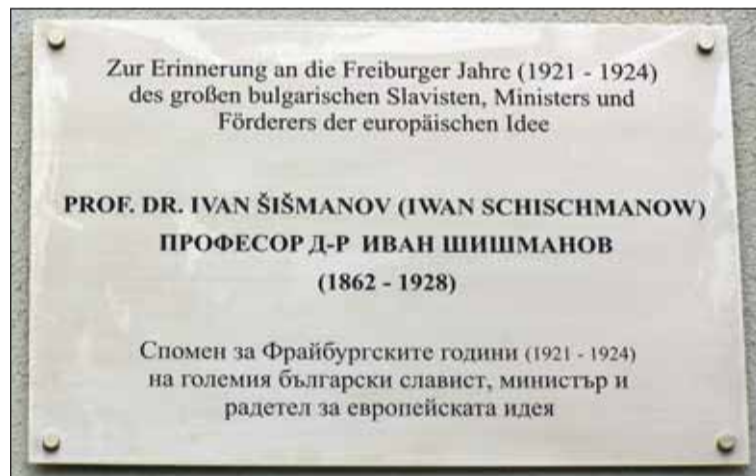 Zur Erinnerung an die Freiburger Jahre (1921 - 1924)
des großen bulgarischen Slavisten, Ministers und
Förderers der europäischen Idee
PROF. DR. IVAN ŠIŠMANOV (IWAN SCHISCHMANOW)
ПРОФЕСОР Д-Р ИВАН ШИШМАНОВ
(1862 - 1928)
Спомен за Фрайбургските години (1921 - 1924)
на големия български славист, министър и
радетел за европейската идея